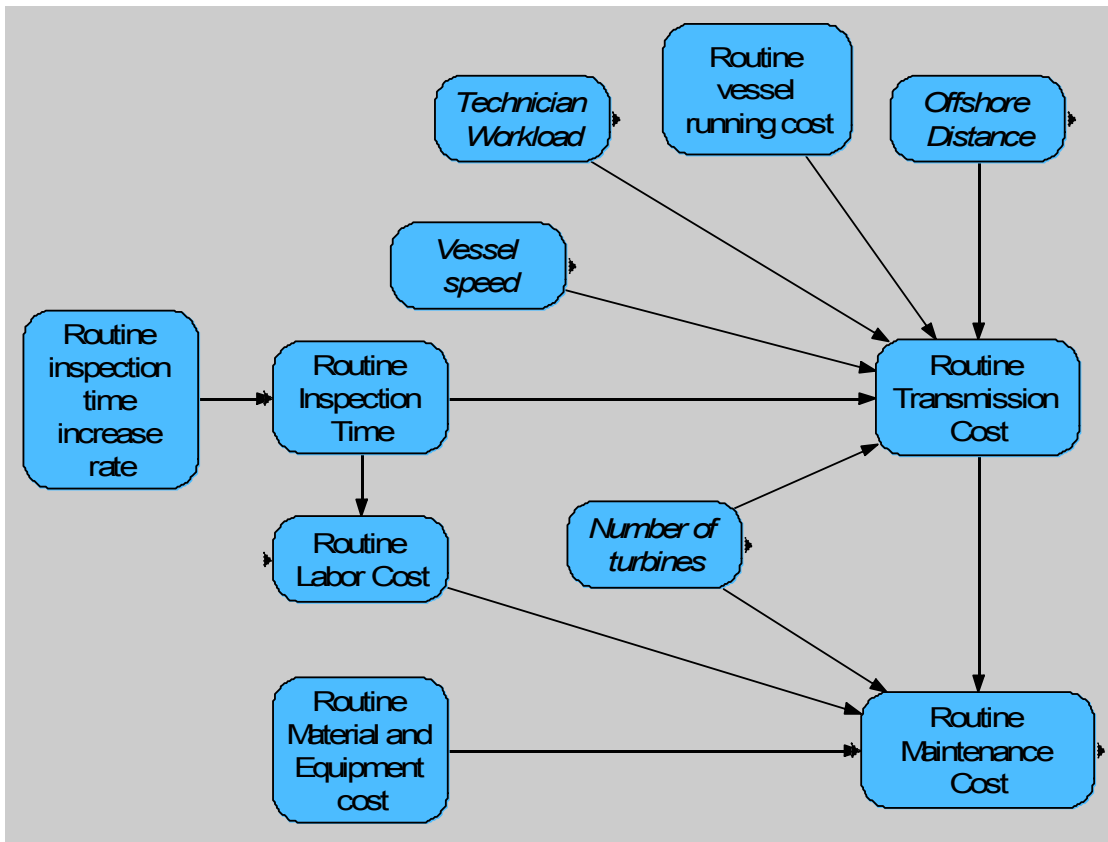 Technician
Workload
Routine
vessel
running cost
Offshore
Distance
Vessel
speed
Routine
inspection
time
increase
rate
Routine
Inspection
Time
Routine
Transmission
Cost
Routine
Labor Cost
Number of
turbines
Routine
Material and
Equipment
cost
Routine
Maintenance
Cost